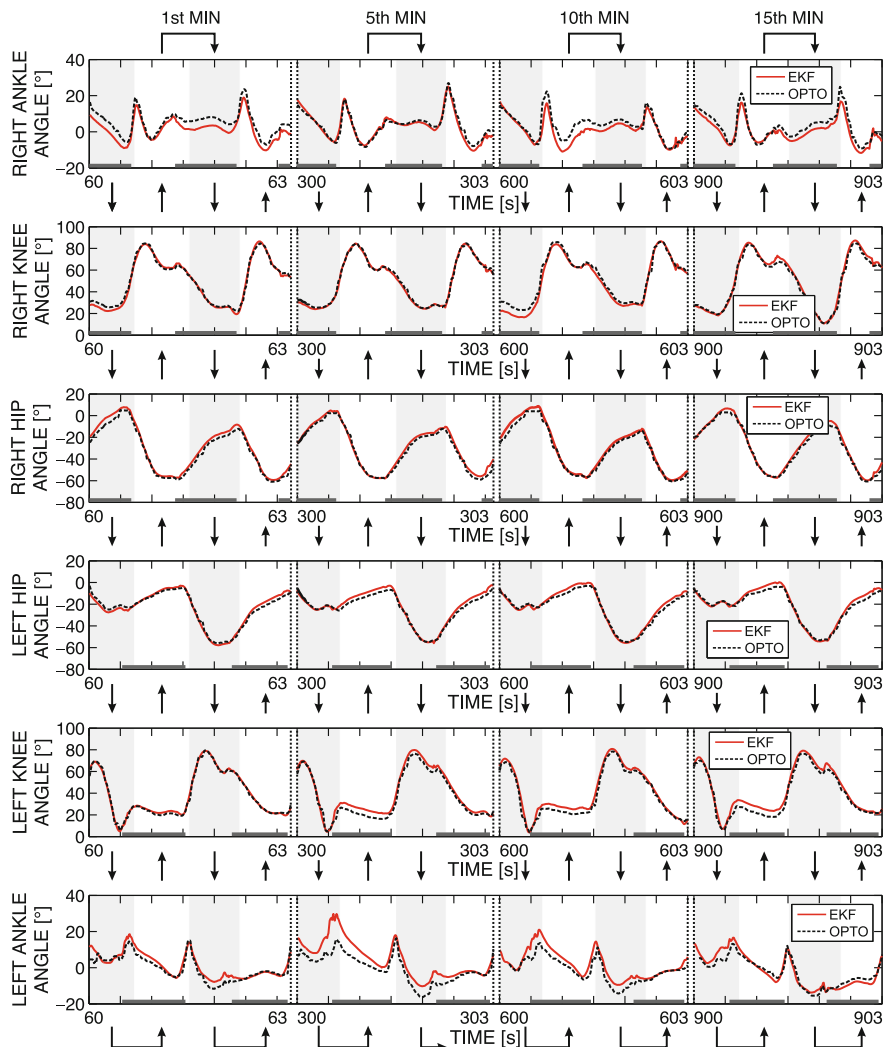 1st MIN 5th MIN 10th MIN 15th MIN
RIGHT ANKLE
ANGLE [°]
40
20
0
−20
EKF
OPTO
60 63 300 303 600 603 900 903
TIME [s]
RIGHT KNEE
ANGLE [°]
100
80
60
40
20
0
EKF
OPTO
60 63 300 303 600 603 900 903
TIME [s]
RIGHT HIP
ANGLE [°]
20
0
−20
−40
−60
−80
EKF
OPTO
60 63 300 303 600 603 900 903
TIME [s]
LEFT HIP
ANGLE [°]
20
0
−20
−40
−60
−80
EKF
OPTO
60 63 300 303 600 603 900 903
TIME [s]
LEFT KNEE
ANGLE [°]
100
80
60
40
20
0
EKF
OPTO
60 63 300 303 600 603 900 903
TIME [s]
LEFT ANKLE
ANGLE [°]
40
20
0
−20
EKF
OPTO
60 63 300 303 600 603 900 903
TIME [s]